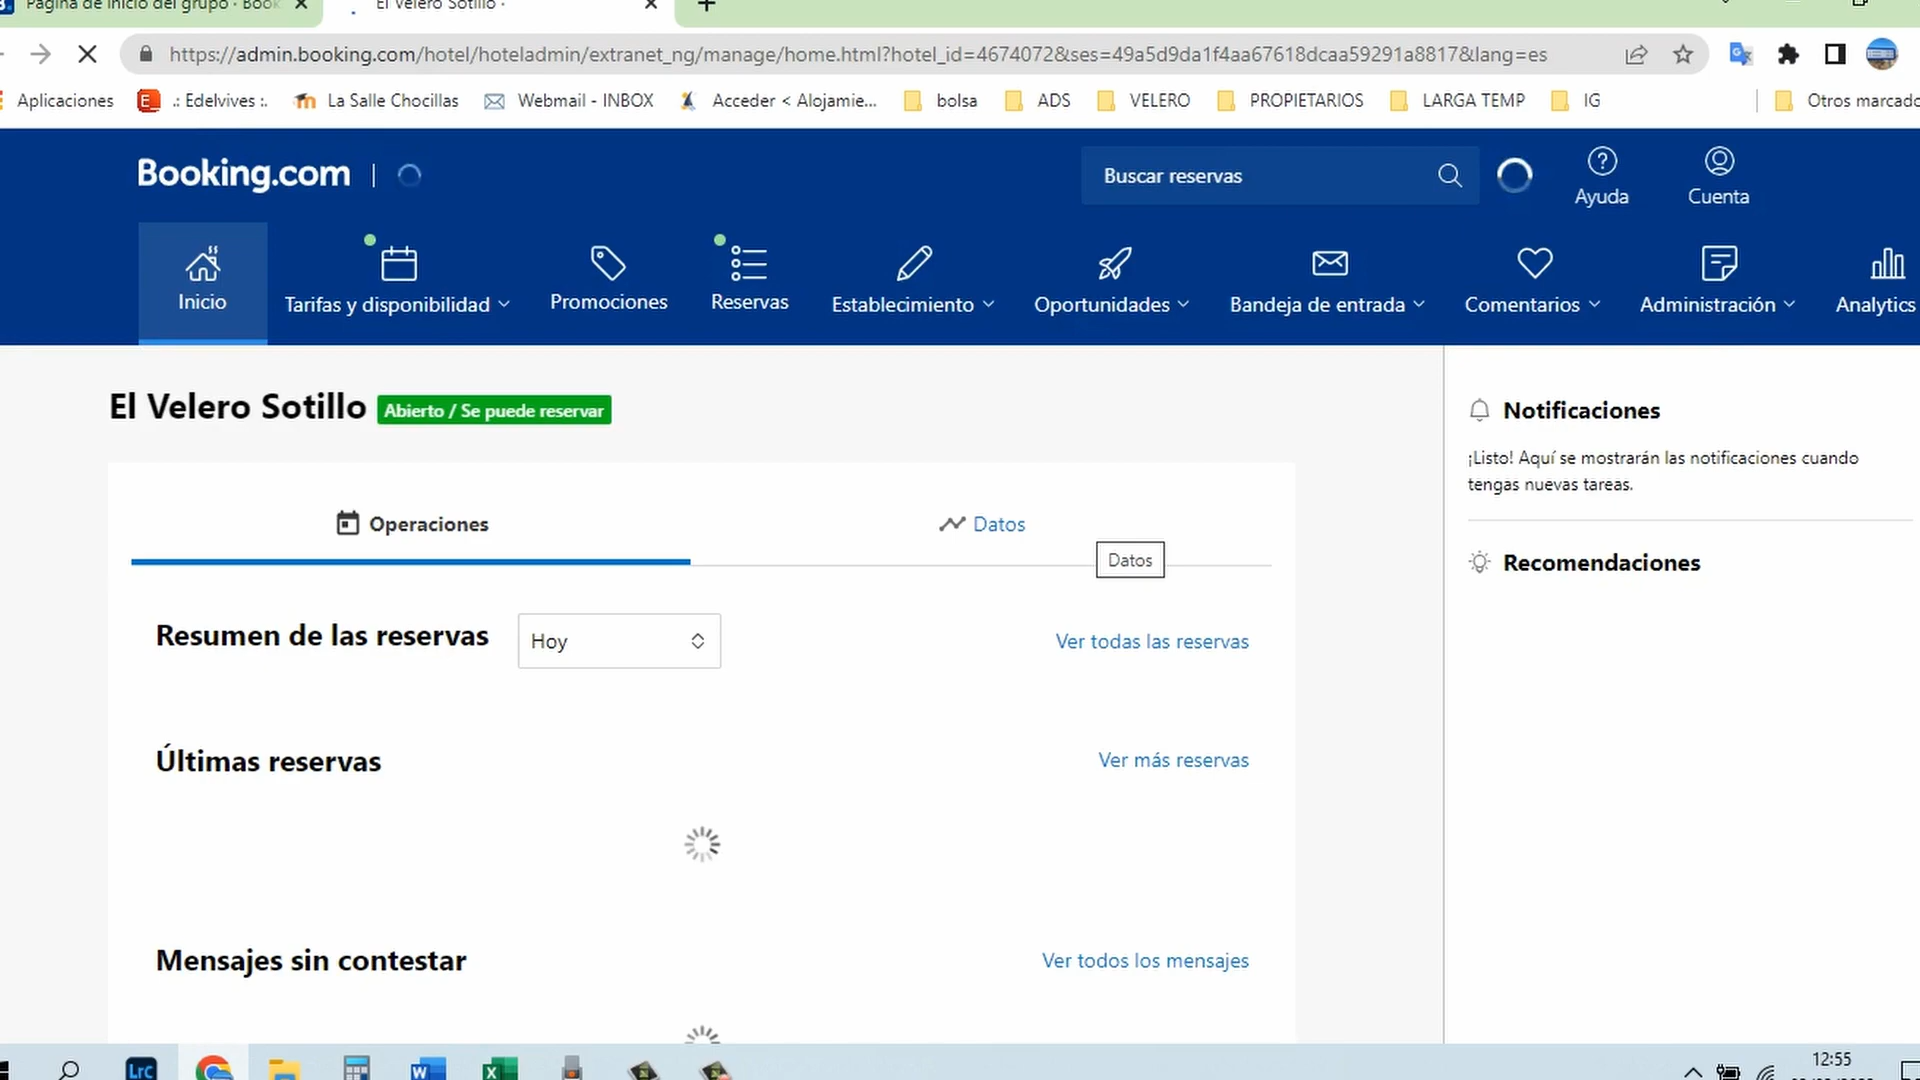 Página de inicio del grupo · Book
El Velero Sotillo ·
https://admin.booking.com/hotel/hoteladmin/extranet_ng/manage/home.html?hotel_id=4674072&ses=49a5d9da1f4aa67618dcaa59291a8817&lang=es
Aplicaciones
.: Edelvives :.
La Salle Chocillas
Webmail - INBOX
Acceder < Alojamie...
bolsa
ADS
VELERO
PROPIETARIOS
LARGA TEMP
IG
Otros marcado
Booking.com
Buscar reservas
Ayuda
Cuenta
Inicio
Tarifas y disponibilidad
Promociones
Reservas
Establecimiento
Oportunidades
Bandeja de entrada
Comentarios
Administración
Analytics
El Velero Sotillo
Abierto / Se puede reservar
Operaciones
Datos
Datos
Resumen de las reservas
Hoy
Ver todas las reservas
Últimas reservas
Ver más reservas
Mensajes sin contestar
Ver todos los mensajes
Notificaciones
¡Listo! Aquí se mostrarán las notificaciones cuando
tengas nuevas tareas.
Recomendaciones
Lrc
12:55